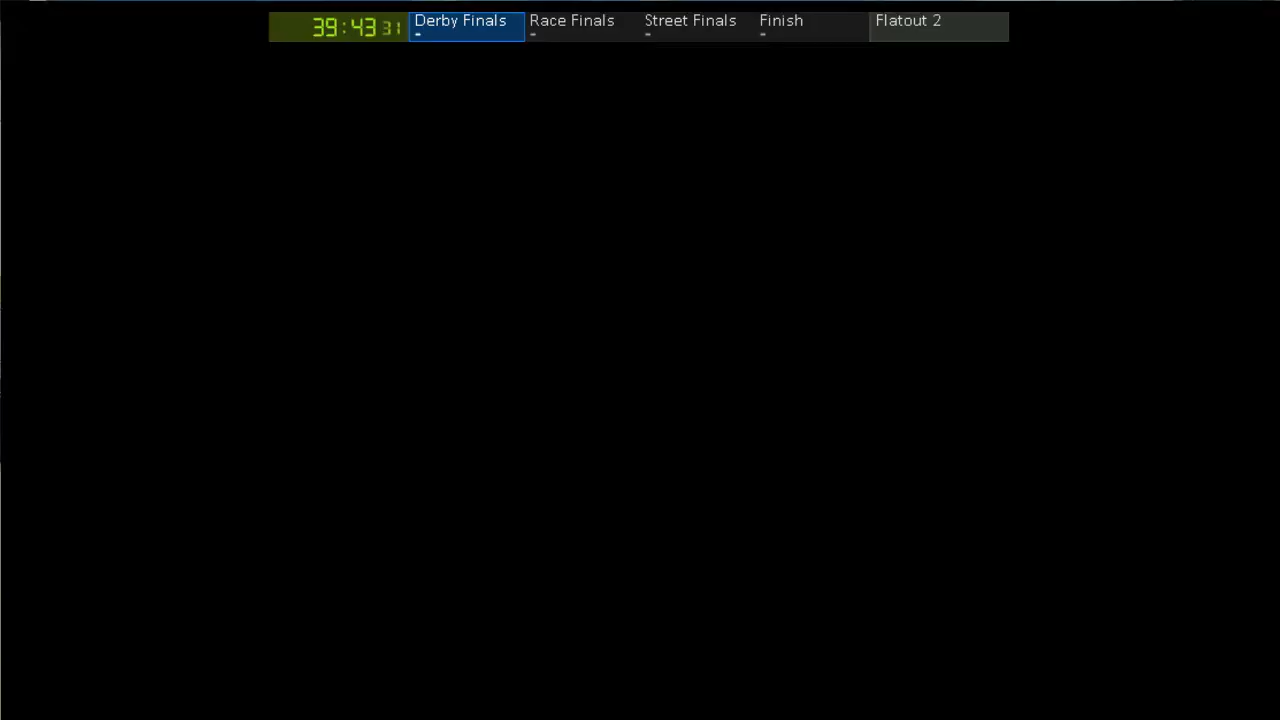 39:43 31
Derby Finals
-
Race Finals
-
Street Finals
-
Finish
-
Flatout 2